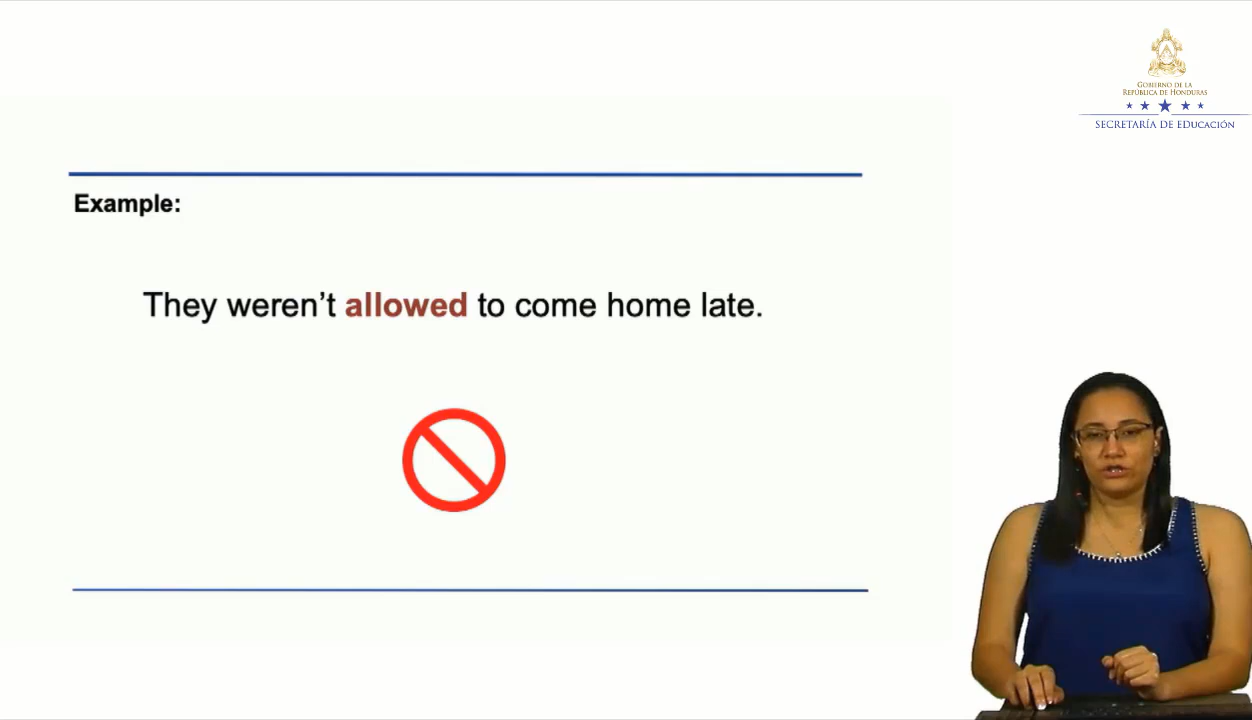 GOBIERNO DE LA
REPÚBLICA DE HONDURAS
SECRETARÍA DE EDUCACIÓN
Example:
They weren't allowed to come home late.